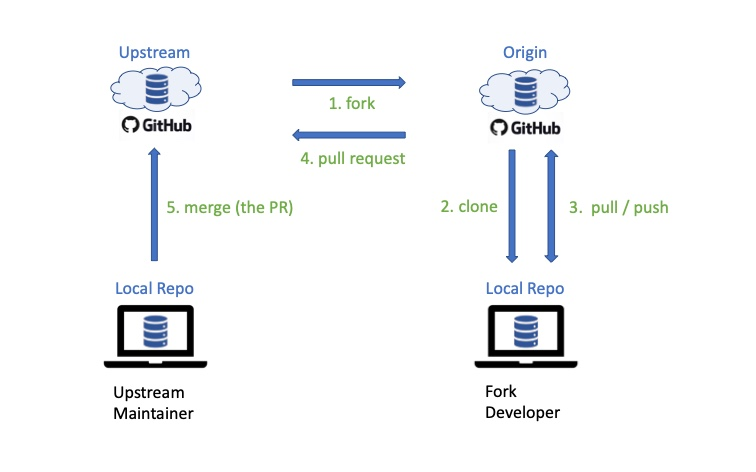 Upstream
Origin
GitHub
1. fork
GitHub
4. pull request
5. merge (the PR)
2. clone
3. pull / push
Local Repo
Local Repo
Upstream
Maintainer
Fork
Developer